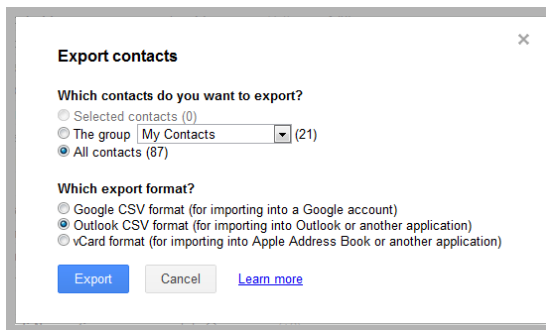 Export contacts
Which contacts do you want to export?
Selected contacts (0)
The group My Contacts (21)
All contacts (87)
Which export format?
Google CSV format (for importing into a Google account)
Outlook CSV format (for importing into Outlook or another application)
vCard format (for importing into Apple Address Book or another application)
Export Cancel Learn more